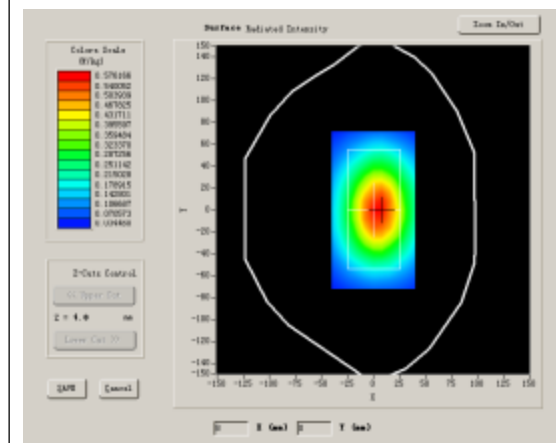 Surface Radiated Intensity
Zoom In/Out
Colors Scale
(W/kg)
0.576166
0.540052
0.503939
0.467825
0.431711
0.395597
0.359484
0.323370
0.287256
0.251142
0.215028
0.178915
0.142801
0.106687
0.070573
0.034460
Z-Cuts Control
Upper Cut
Z = 4.0 mm
Lower Cut
SAVE
Cancel
150
140
120
100
80
60
40
20
0
-20
-40
-60
-80
-100
-120
-140
-150
Y
-150 -125 -100 -75 -50 -25 0 25 50 75 100 125 150
X
X (mm)
Y (mm)